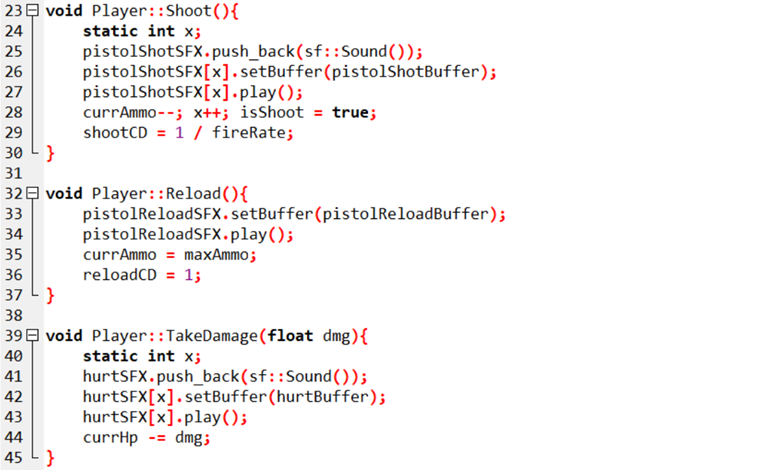 23 void Player::Shoot(){
24 static int x;
25 pistolShotSFX.push_back(sf::Sound());
26 pistolShotSFX[x].setBuffer(pistolShotBuffer);
27 pistolShotSFX[x].play();
28 currAmmo--; x++; isShoot = true;
29 shootCD = 1 / fireRate;
30 }
31
32 void Player::Reload(){
33 pistolReloadSFX.setBuffer(pistolReloadBuffer);
34 pistolReloadSFX.play();
35 currAmmo = maxAmmo;
36 reloadCD = 1;
37 }
38
39 void Player::TakeDamage(float dmg){
40 static int x;
41 hurtSFX.push_back(sf::Sound());
42 hurtSFX[x].setBuffer(hurtBuffer);
43 hurtSFX[x].play();
44 currHp -= dmg;
45 }